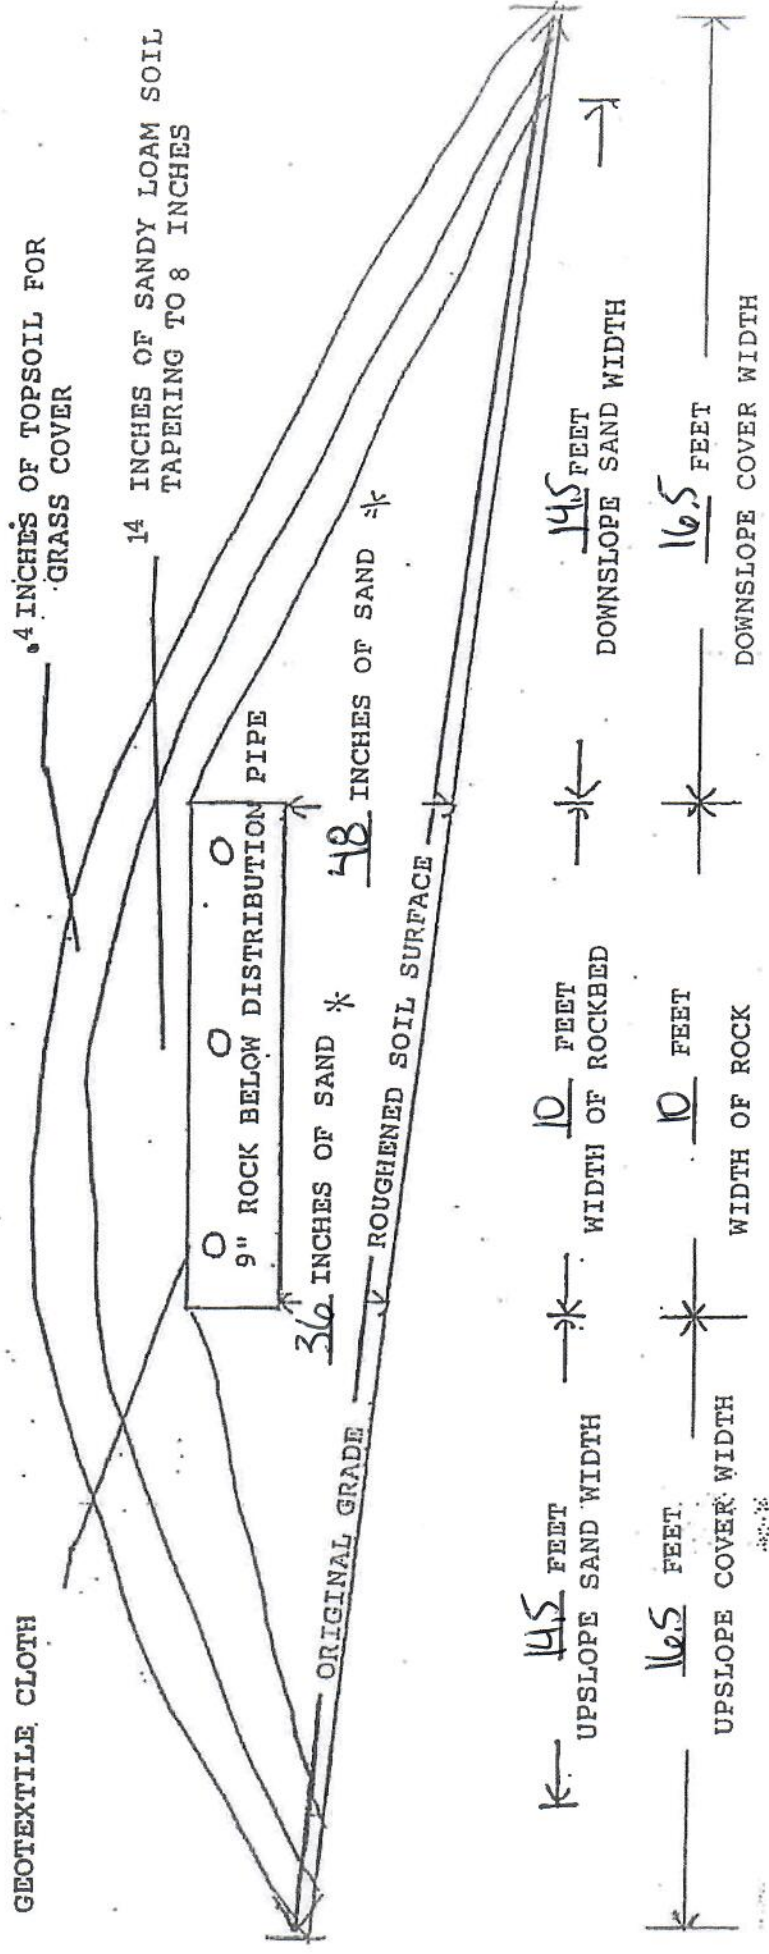 4 INCHES OF TOPSOIL FOR
GRASS COVER
14 INCHES OF SANDY LOAM SOIL
TAPERING TO 8 INCHES
GEOTEXTILE CLOTH
9" ROCK BELOW DISTRIBUTION PIPE
36 INCHES OF SAND *
48 INCHES OF SAND *
ORIGINAL GRADE
ROUGHENED SOIL SURFACE
14.5 FEET
UPSLOPE SAND WIDTH
10 FEET
WIDTH OF ROCKBED
14.5 FEET
DOWNSLOPE SAND WIDTH
16.5 FEET
UPSLOPE COVER WIDTH
10 FEET
WIDTH OF ROCK
16.5 FEET
DOWNSLOPE COVER WIDTH